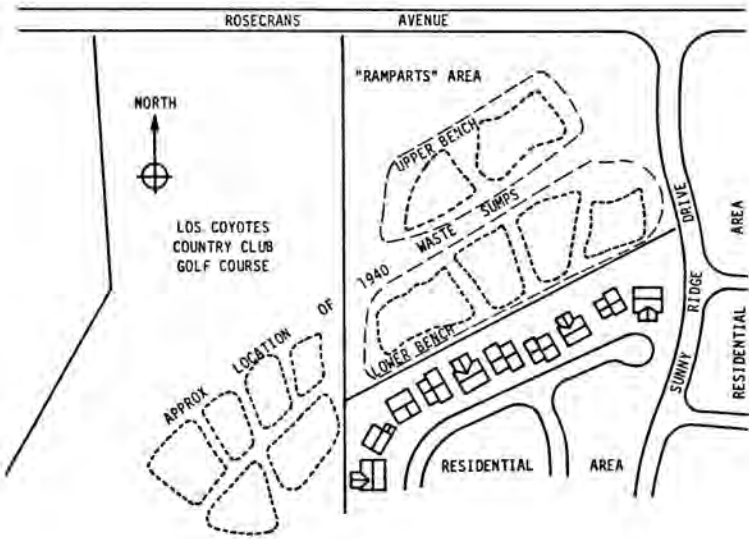 ROSECRANS AVENUE
"RAMPARTS" AREA
NORTH
UPPER BENCH
LOS COYOTES
COUNTRY CLUB
GOLF COURSE
APPROX LOCATION OF 1940 WASTE SUMPS
LOWER BENCH
SUNNY RIDGE DRIVE
RESIDENTIAL AREA
RESIDENTIAL AREA